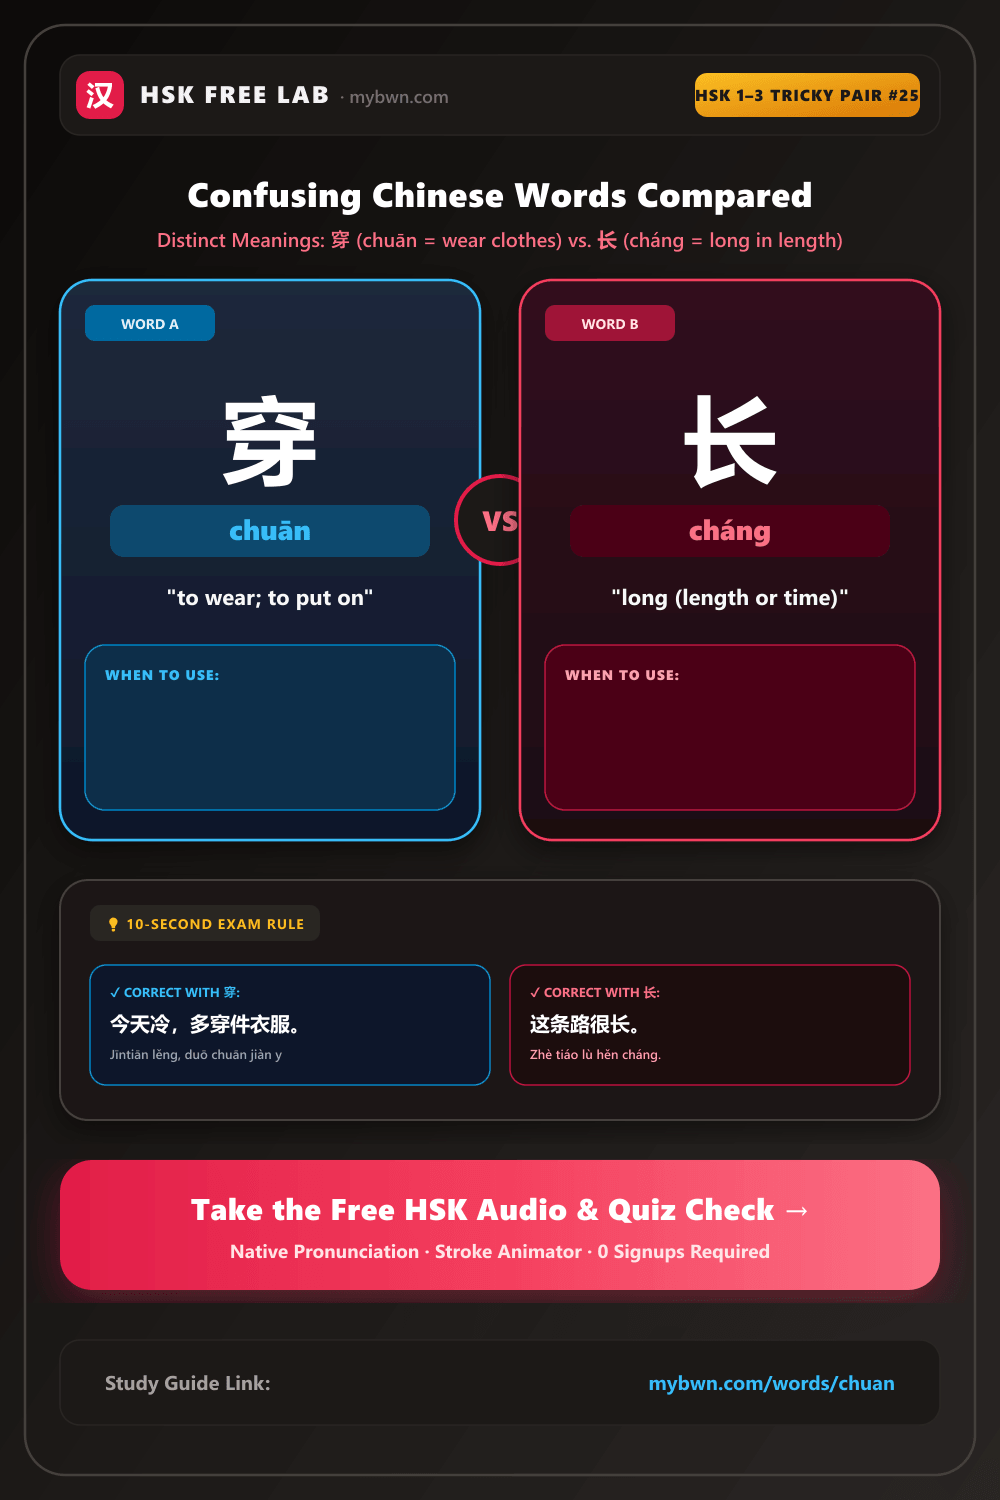 汉 HSK FREE LAB · mybwn.com HSK 1–3 TRICKY PAIR #25
Confusing Chinese Words Compared
Distinct Meanings: 穿 (chuān = wear clothes) vs. 长 (cháng = long in length)
WORD A
穿
chuān
"to wear; to put on"
WHEN TO USE:
VS
WORD B
长
cháng
"long (length or time)"
WHEN TO USE:
10-SECOND EXAM RULE
✓ CORRECT WITH 穿:
今天冷，多穿件衣服。
Jīntiān lěng, duō chuān jiàn y
✓ CORRECT WITH 长:
这条路很长。
Zhè tiáo lù hěn cháng.
Take the Free HSK Audio & Quiz Check →
Native Pronunciation · Stroke Animator · 0 Signups Required
Study Guide Link: mybwn.com/words/chuan